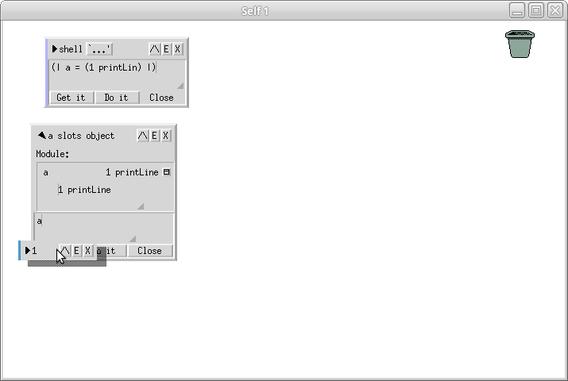 Self 1
shell `...' E X
(| a = (1 printLin) |)
Get it Do it Close
a slots object E X
Module:
a 1 printLine
1 printLine
a
1 E X it Close